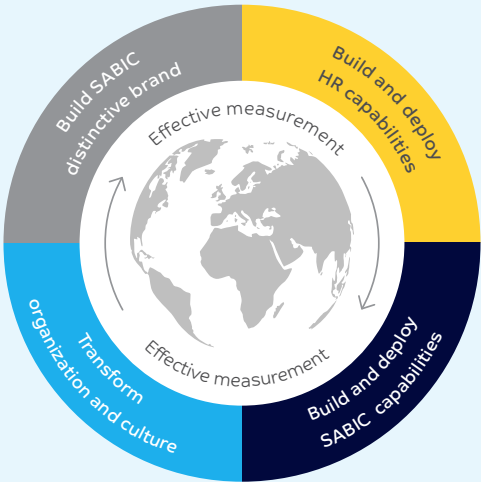 Build SABIC
distinctive brand
Build and deploy
HR capabilities
Effective measurement
Effective measurement
Transform
organization and culture
Build and deploy
SABIC capabilities